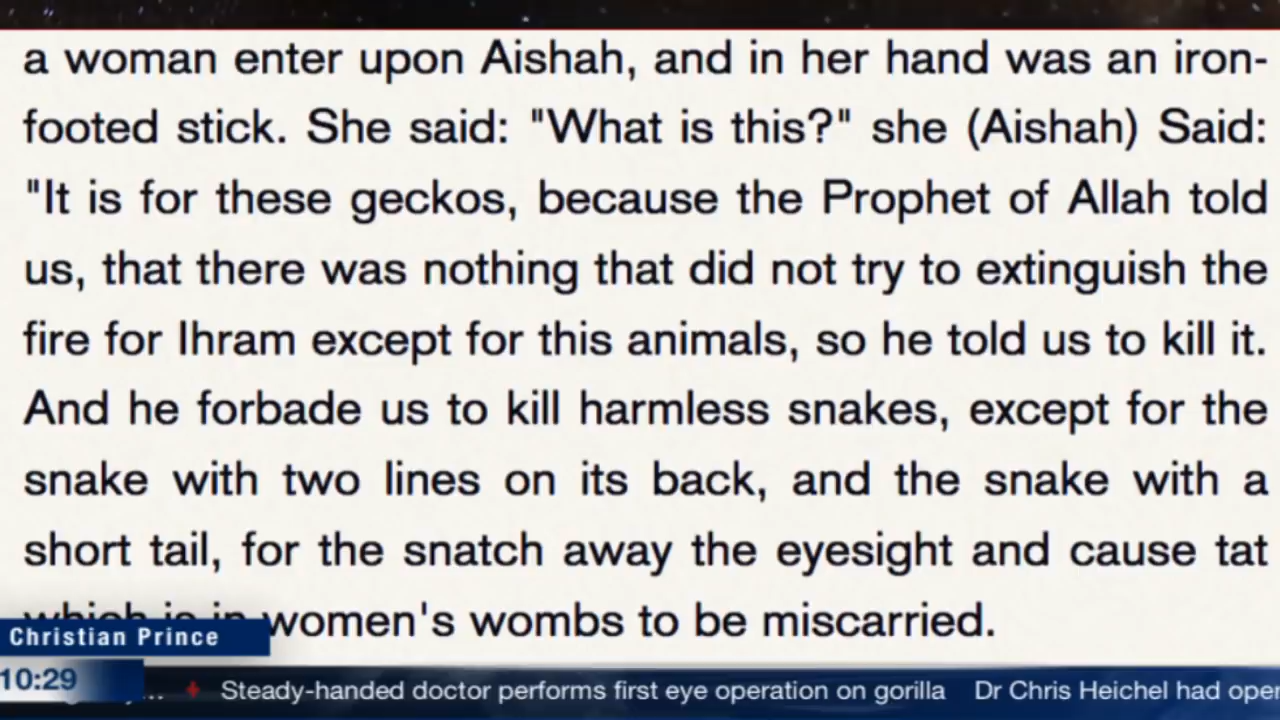 a woman enter upon Aishah, and in her hand was an iron-
footed stick. She said: "What is this?" she (Aishah) Said:
"It is for these geckos, because the Prophet of Allah told
us, that there was nothing that did not try to extinguish the
fire for Ihram except for this animals, so he told us to kill it.
And he forbade us to kill harmless snakes, except for the
snake with two lines on its back, and the snake with a
short tail, for the snatch away the eyesight and cause tat
which is in women's wombs to be miscarried.
Christian Prince
10:29
... Steady-handed doctor performs first eye operation on gorilla Dr Chris Heichel had oper